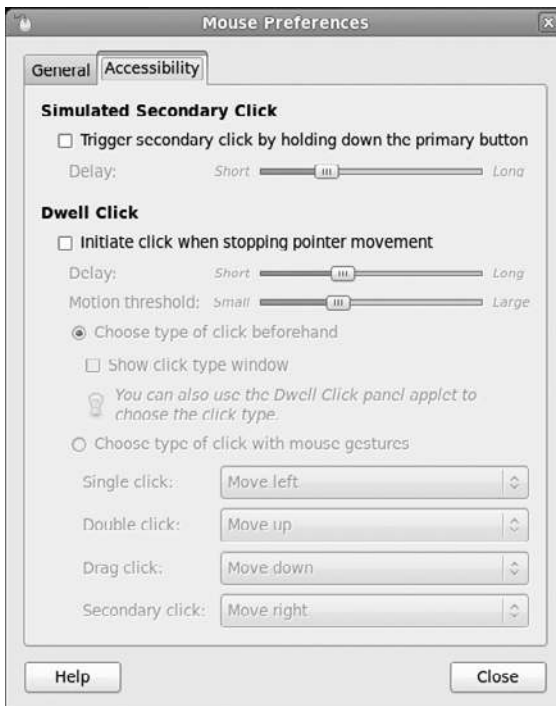 Mouse Preferences
General Accessibility
Simulated Secondary Click
Trigger secondary click by holding down the primary button
Delay: Short Long
Dwell Click
Initiate click when stopping pointer movement
Delay: Short Long
Motion threshold: Small Large
Choose type of click beforehand
Show click type window
You can also use the Dwell Click panel applet to
choose the click type.
Choose type of click with mouse gestures
Single click: Move left
Double click: Move up
Drag click: Move down
Secondary click: Move right
Help Close